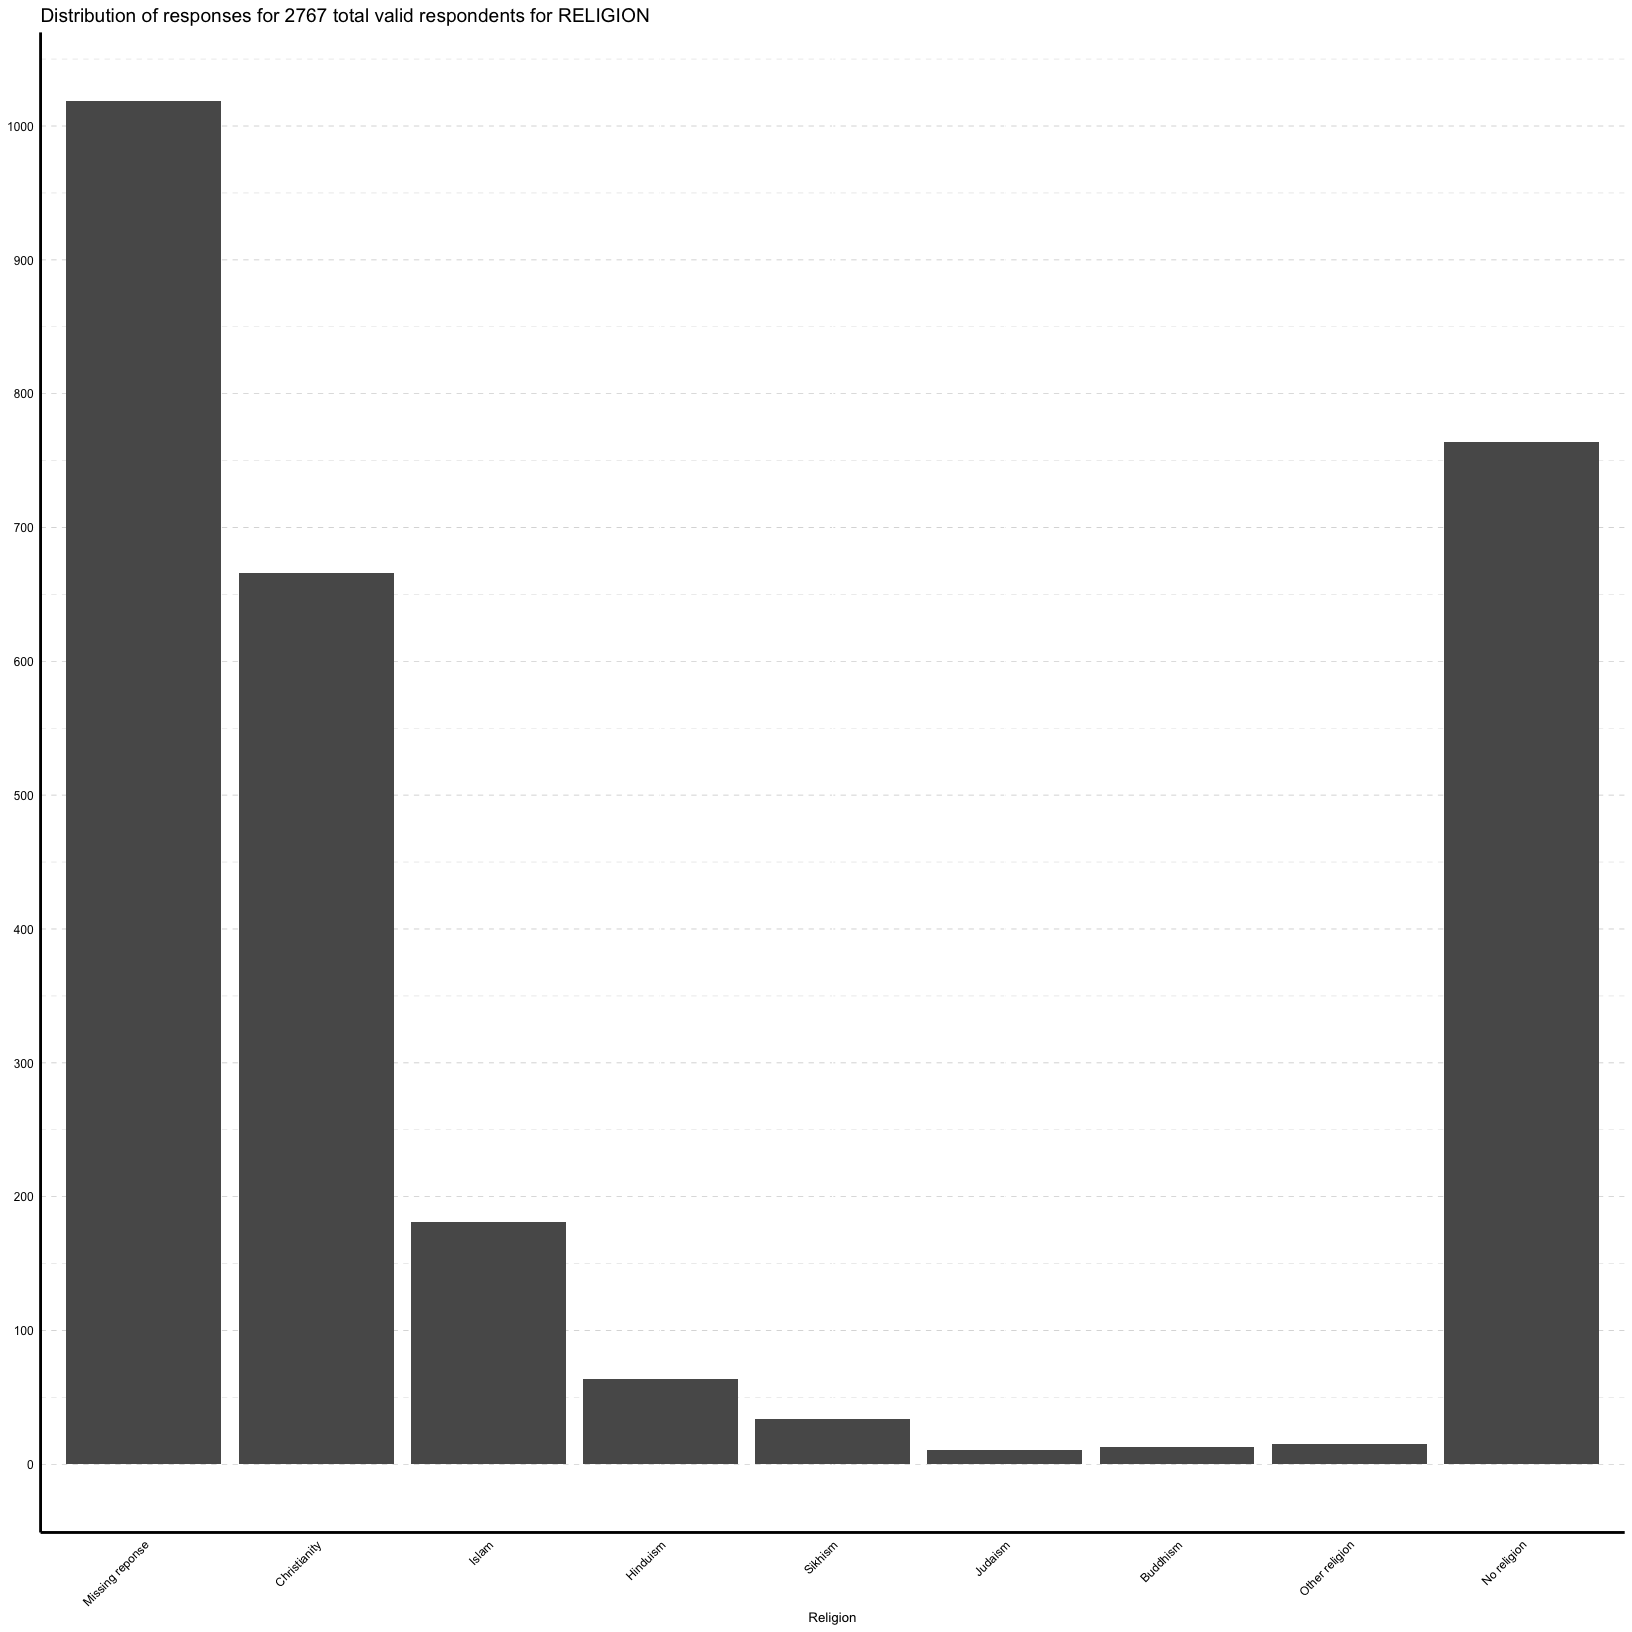 Distribution of responses for 2767 total valid respondents for RELIGION
1000
900
800
700
600
500
400
300
200
100
0
Missing reponse
Christianity
Islam
Hinduism
Sikhism
Judaism
Buddhism
Other religion
No religion
Religion